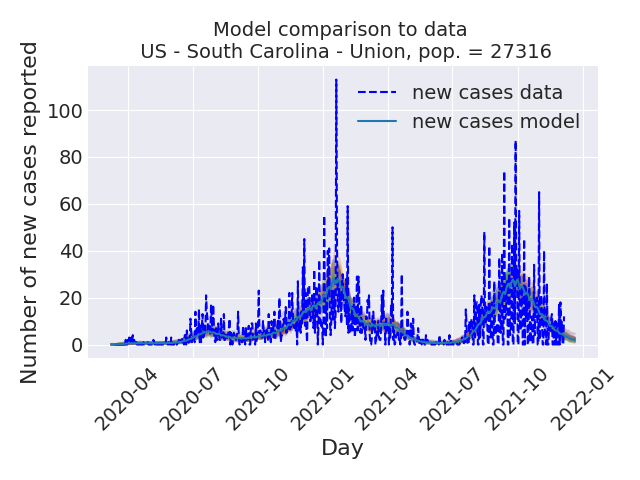 Model comparison to data
US - South Carolina - Union, pop. = 27316
Number of new cases reported
100
80
60
40
20
0
new cases data
new cases model
2020-04
2020-07
2020-10
2021-01
2021-04
2021-07
2021-10
2022-01
Day